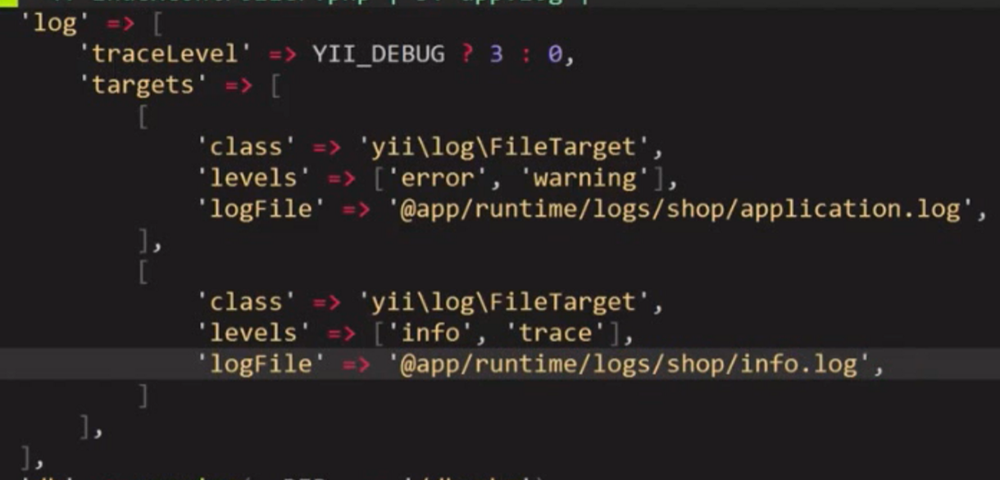 'log' => [
'traceLevel' => YII_DEBUG ? 3 : 0,
'targets' => [
[
'class' => 'yii\log\FileTarget',
'levels' => ['error', 'warning'],
'logFile' => '@app/runtime/logs/shop/application.log',
],
[
'class' => 'yii\log\FileTarget',
'levels' => ['info', 'trace'],
'logFile' => '@app/runtime/logs/shop/info.log',
]
],
],